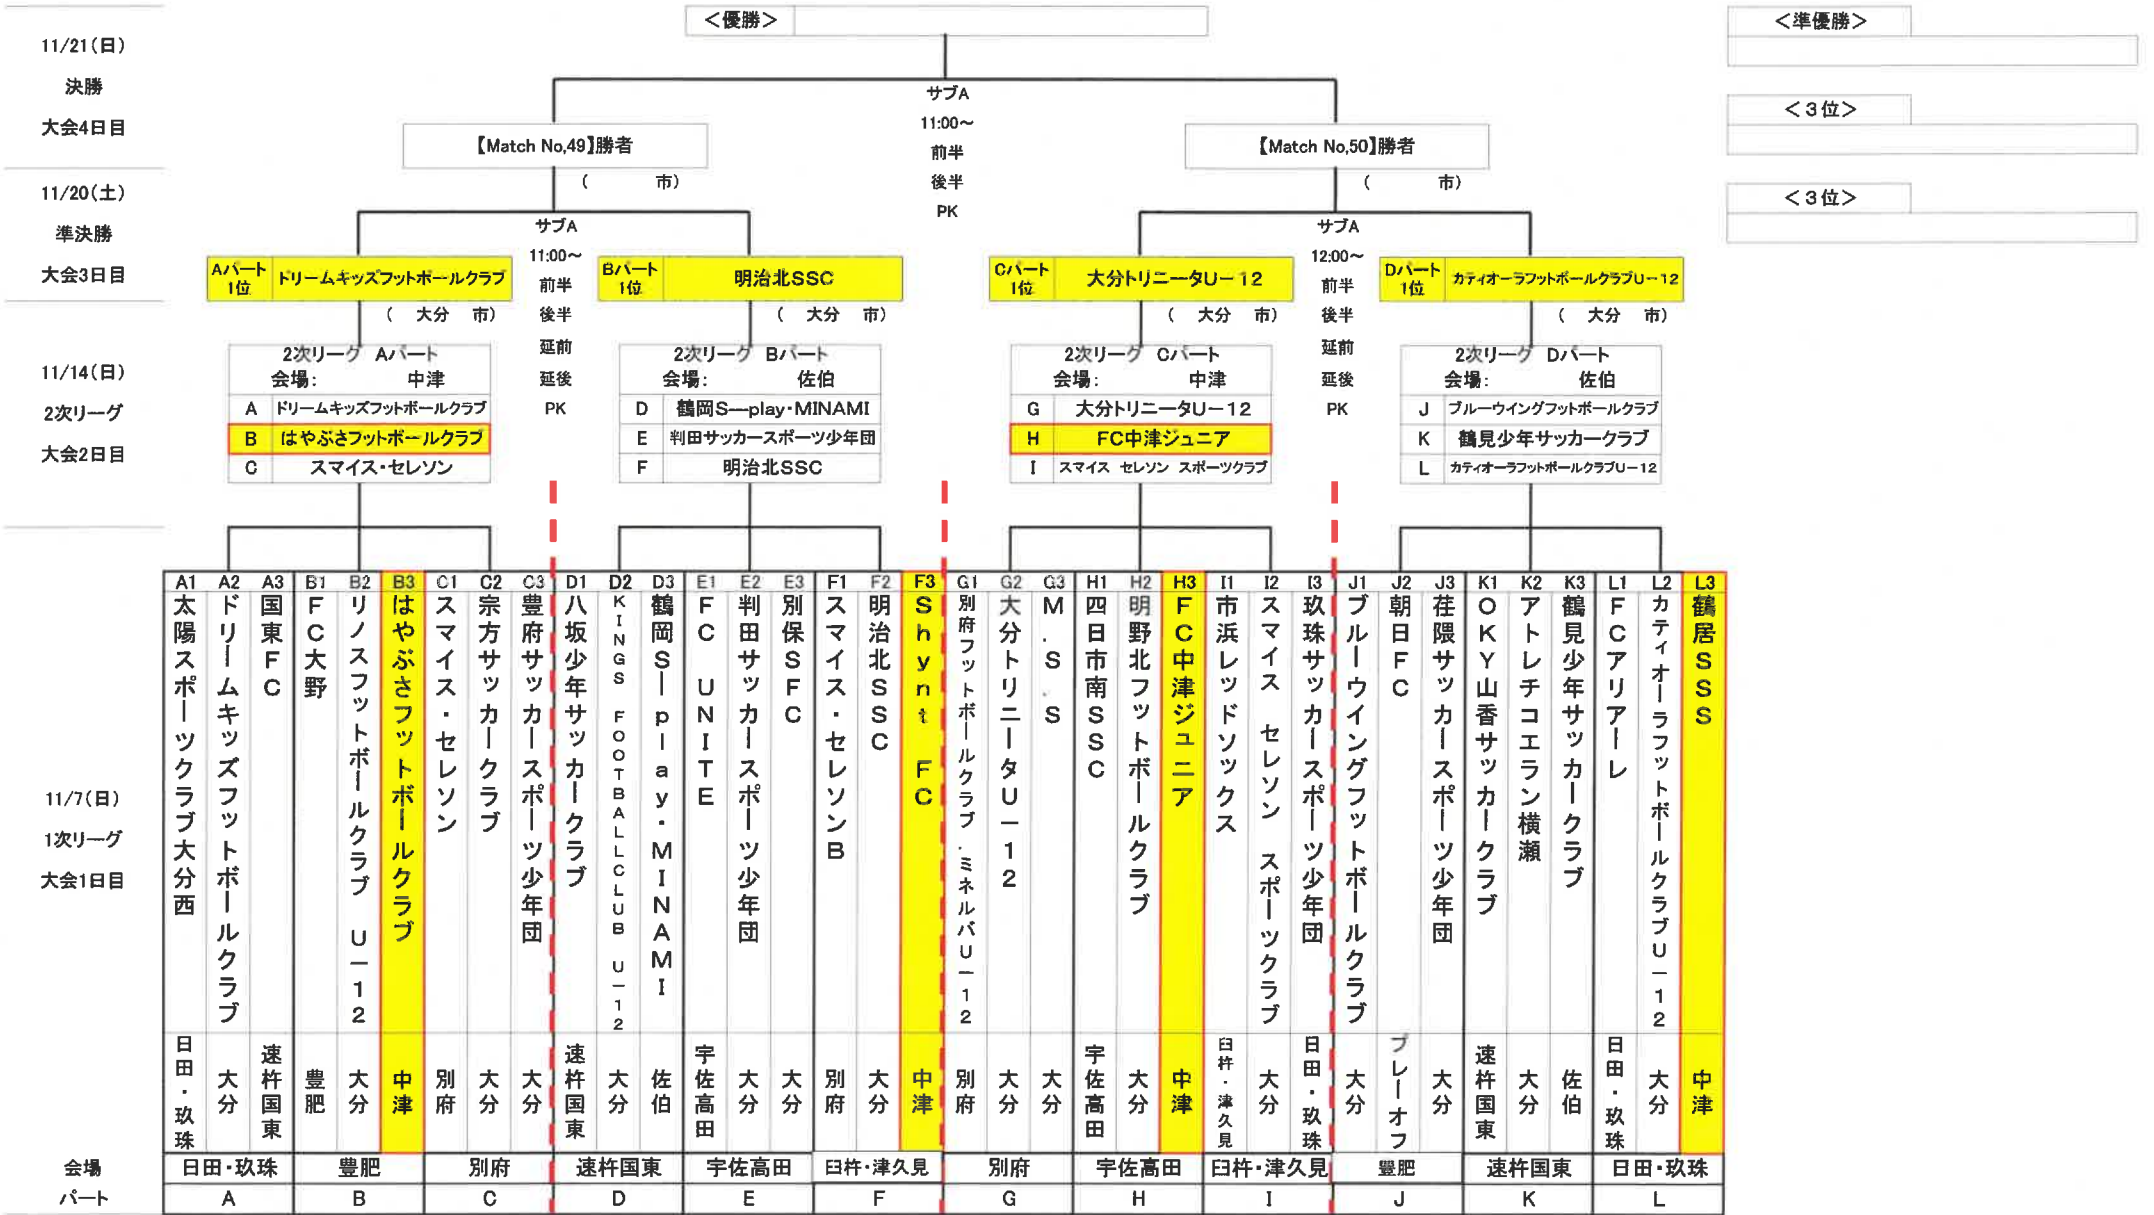 <優勝>
<準優勝>
<3位>
<3位>
11/21(日)
決勝
大会4日目
サブA
11:00~
前半
後半
PK
【Match No,49】勝者
( 市)
【Match No,50】勝者
( 市)
11/20(土)
準決勝
大会3日目
サブA
11:00~
前半
後半
延前
延後
PK
サブA
12:00~
前半
後半
延前
延後
PK
Aパート1位 ドリームキッズフットボールクラブ
( 大分 市)
Bパート1位 明治北SSC
( 大分 市)
Cパート1位 大分トリニータU-12
( 大分 市)
Dパート1位 カティオーラフットボールクラブU-12
( 大分 市)
11/14(日)
2次リーグ
大会2日目
2次リーグ Aパート
会場: 中津
A ドリームキッズフットボールクラブ
B はやぶさフットボールクラブ
C スマイス・セレソン
2次リーグ Bパート
会場: 佐伯
D 鶴岡S-play・MINAMI
E 判田サッカースポーツ少年団
F 明治北SSC
2次リーグ Cパート
会場: 中津
G 大分トリニータU-12
H FC中津ジュニア
I スマイス セレソン スポーツクラブ
2次リーグ Dパート
会場: 佐伯
J ブルーウイングフットボールクラブ
K 鶴見少年サッカークラブ
L カティオーラフットボールクラブU-12
11/7(日)
1次リーグ
大会1日目
A1 太陽スポーツクラブ大分西 日田・玖珠
A2 ドリームキッズフットボールクラブ 大分
A3 国東FC 速杵国東
B1 FC大野 豊肥
B2 リノスフットボールクラブ U-12 大分
B3 はやぶさフットボールクラブ 中津
C1 スマイス・セレソン 別府
C2 宗方サッカークラブ 大分
C3 豊府サッカースポーツ少年団 大分
D1 八坂少年サッカークラブ 速杵国東
D2 KINGS FOOTBALLCLUB U-12 大分
D3 鶴岡S-play・MINAMI 佐伯
E1 FC UNITE 宇佐高田
E2 判田サッカースポーツ少年団 大分
E3 別保SFC 大分
F1 スマイス・セレソンB 別府
F2 明治北SSC 大分
F3 Shynt FC 中津
G1 別府フットボールクラブ.ミネルバU-12 別府
G2 大分トリニータU-12 大分
G3 M.S.S 大分
H1 四日市南SSC 宇佐高田
H2 明野北フットボールクラブ 大分
H3 FC中津ジュニア 中津
I1 市浜レッドソックス 臼杵・津久見
I2 スマイス セレソン スポーツクラブ 大分
I3 玖珠サッカースポーツ少年団 日田・玖珠
J1 ブルーウイングフットボールクラブ 大分
J2 朝日FC プレーオフ
J3 荏隈サッカースポーツ少年団 大分
K1 OKY山香サッカークラブ 速杵国東
K2 アトレチコエラン横瀬 大分
K3 鶴見少年サッカークラブ 佐伯
L1 FCアリアーレ 日田・玖珠
L2 カティオーラフットボールクラブU-12 大分
L3 鶴居SSS 中津
会場 日田・玖珠 豊肥 別府 速杵国東 宇佐高田 臼杵・津久見 別府 宇佐高田 臼杵・津久見 豊肥 速杵国東 日田・玖珠
パート A B C D E F G H I J K L